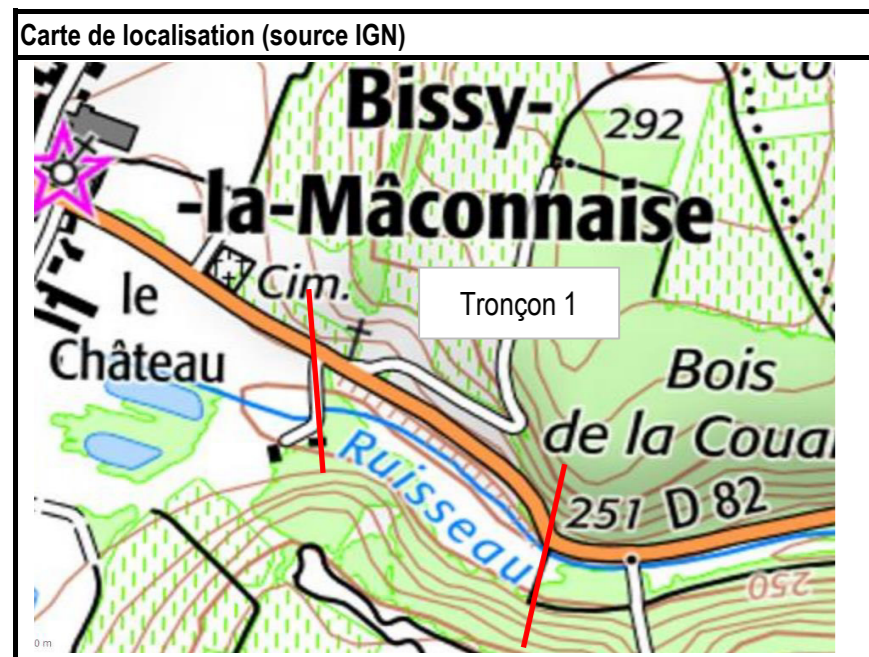 Carte de localisation (source IGN)
Bissy-
292
-la-Mâconnaise
Cim.
Tronçon 1
le
Château
Bois
de la Coua
Ruisseau
251 D 82
250
0 m